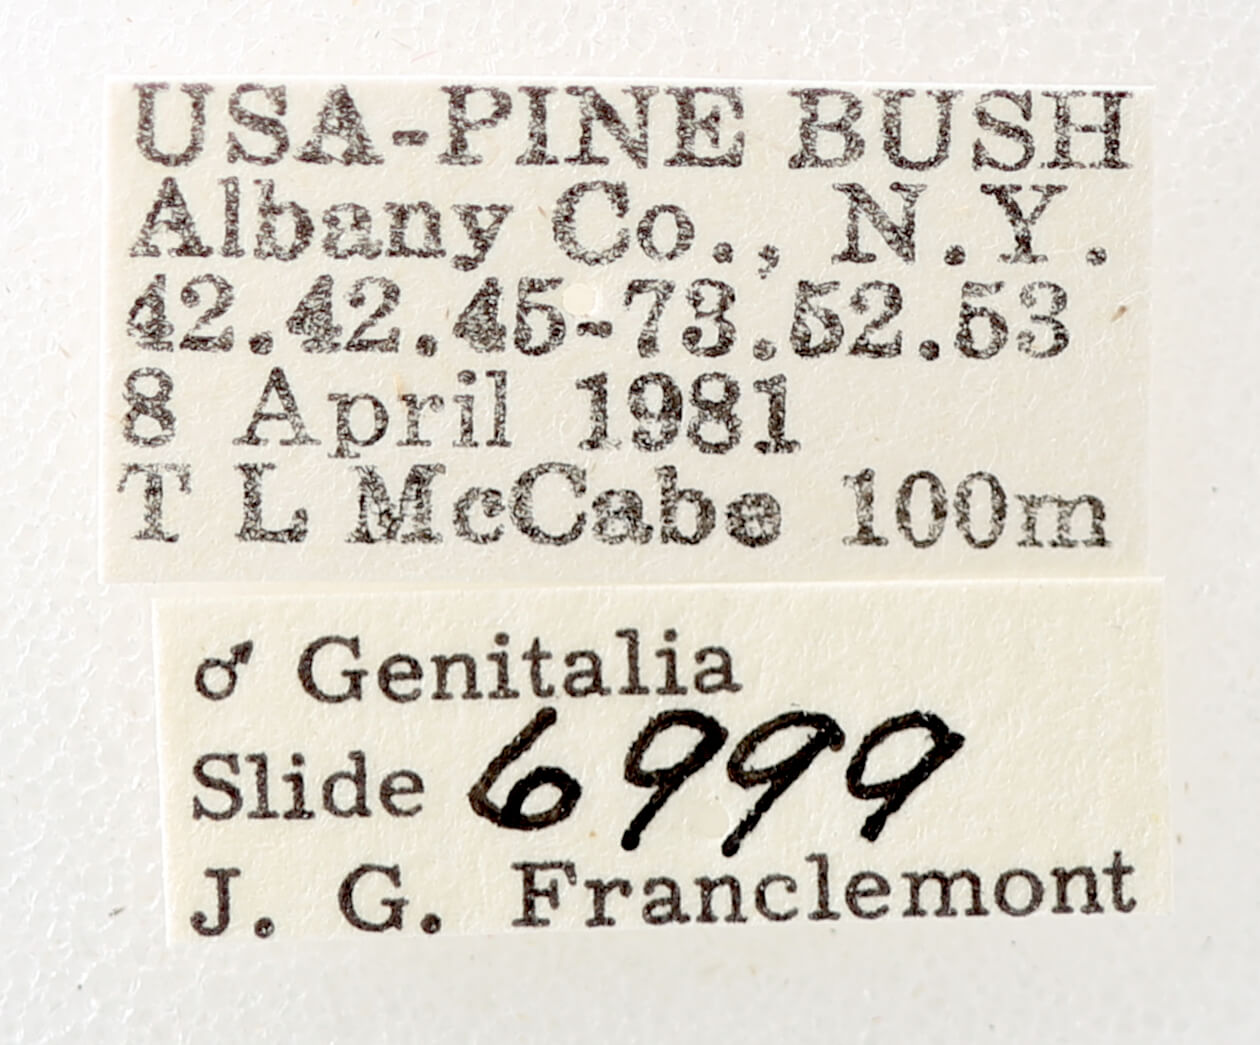 USA-PINE BUSH
Albany Co., N.Y.
42.42.45-73.52.53
8 April 1981
T L McCabe 100m
♂ Genitalia
Slide 6999
J. G. Franclemont